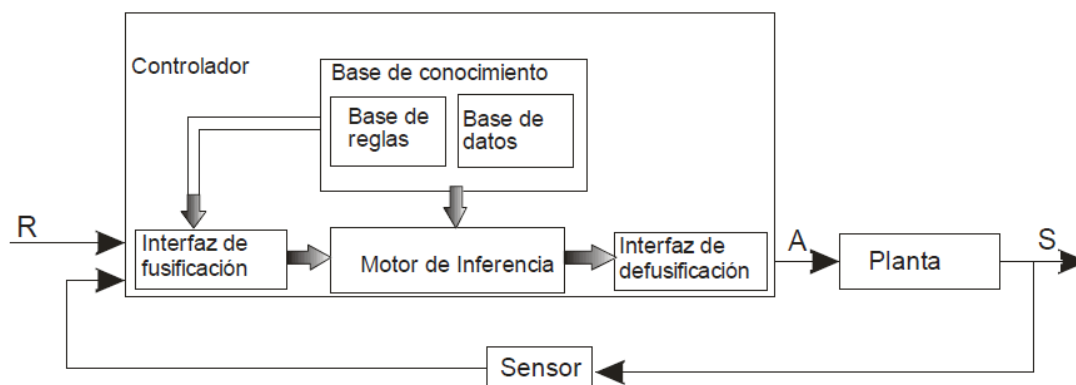 Controlador
Base de conocimiento
Base de
reglas
Base de
datos
R
Interfaz de
fusificación
Motor de Inferencia
Interfaz de
defusificación
A
Planta
S
Sensor